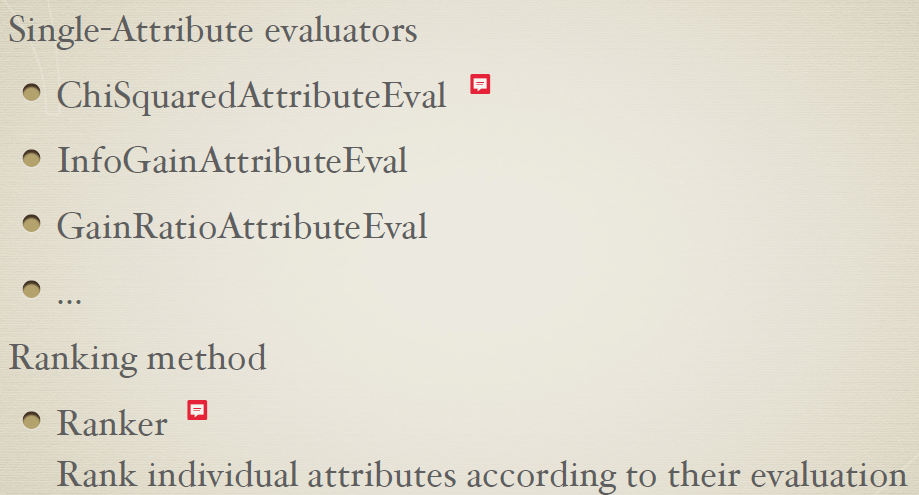 Single-Attribute evaluators
ChiSquaredAttributeEval
InfoGainAttributeEval
GainRatioAttributeEval
...
Ranking method
Ranker
Rank individual attributes according to their evaluation